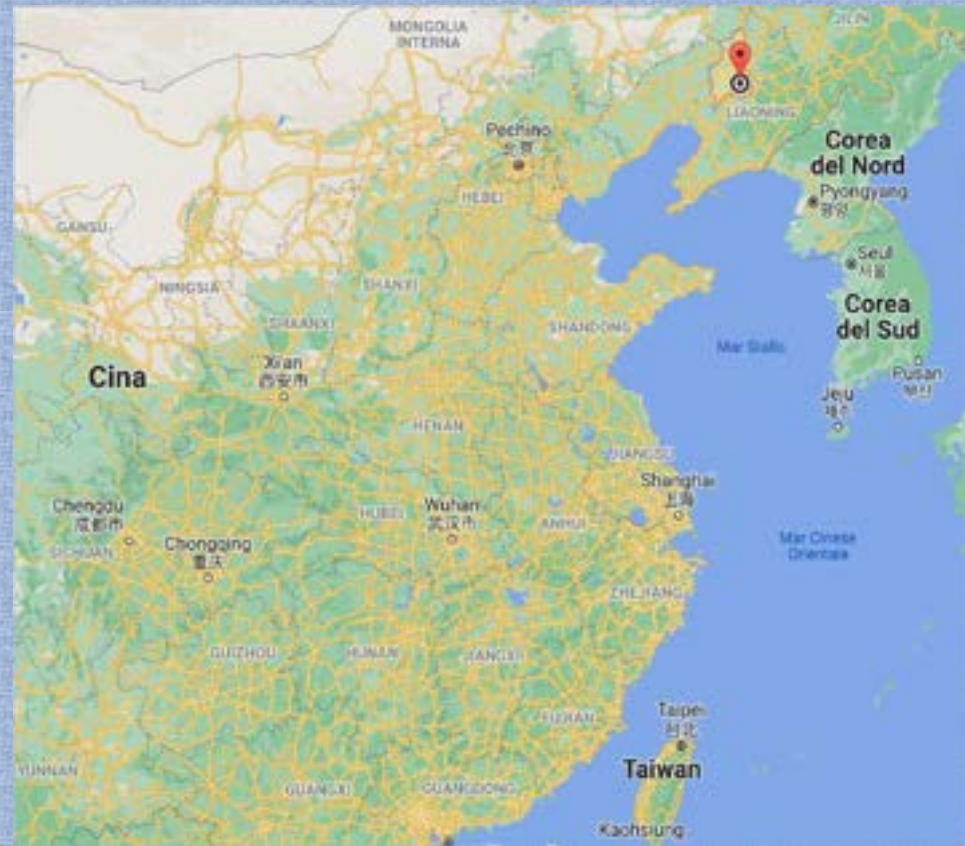 MONGOLIA
INTERNA
JILIN
LIAONING
Pechino
北京
Corea
del Nord
HEBEI
Pyongyang
평양
GANSU
Seul
서울
NINGSIA
SHANXI
Corea
del Sud
SHAANXI
SHANDONG
Mar Giallo
Cina
Xi'an
西安市
Pusan
부산
Jeju
제주
HENAN
JIANGSU
Shanghai
上海
Chengdu
成都市
HUBEI
Wuhan
武汉市
ANHUI
Mar Cinese
Orientale
SICHUAN
Chongqing
重庆
ZHEJIANG
GUIZHOU
HUNAN
JIANGXI
FUJIAN
Taipei
台北
Taiwan
YUNNAN
GUANGXI
GUANGDONG
Kaohsiung